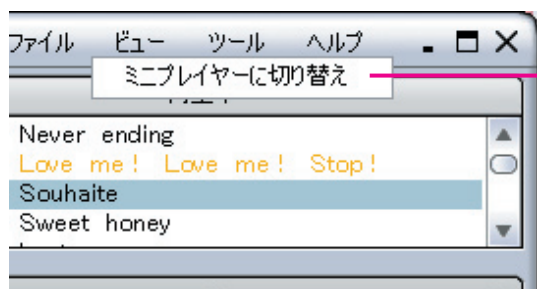 ファイル ビュー ツール ヘルプ
ミニプレイヤーに切り替え
Never ending
Love me! Love me! Stop!
Souhaite
Sweet honey